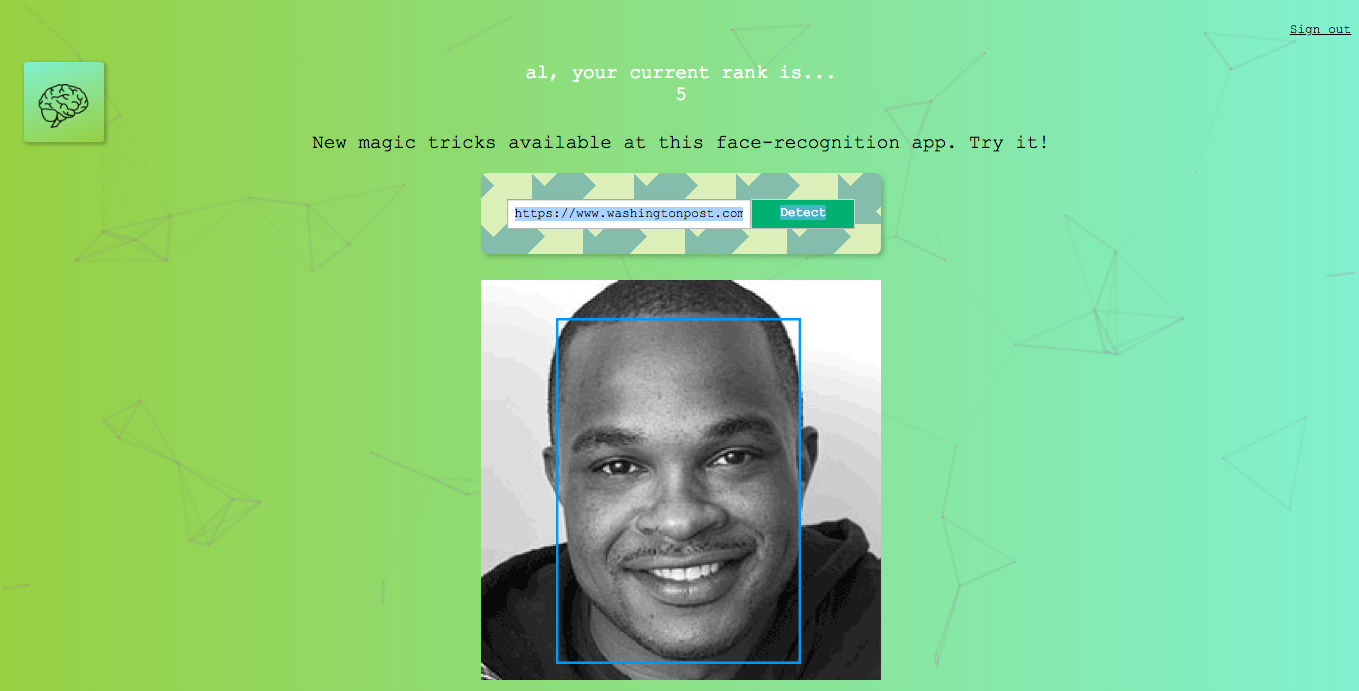 Sign out
al, your current rank is...
5
New magic tricks available at this face-recognition app. Try it!
https://www.washingtonpost.com
Detect